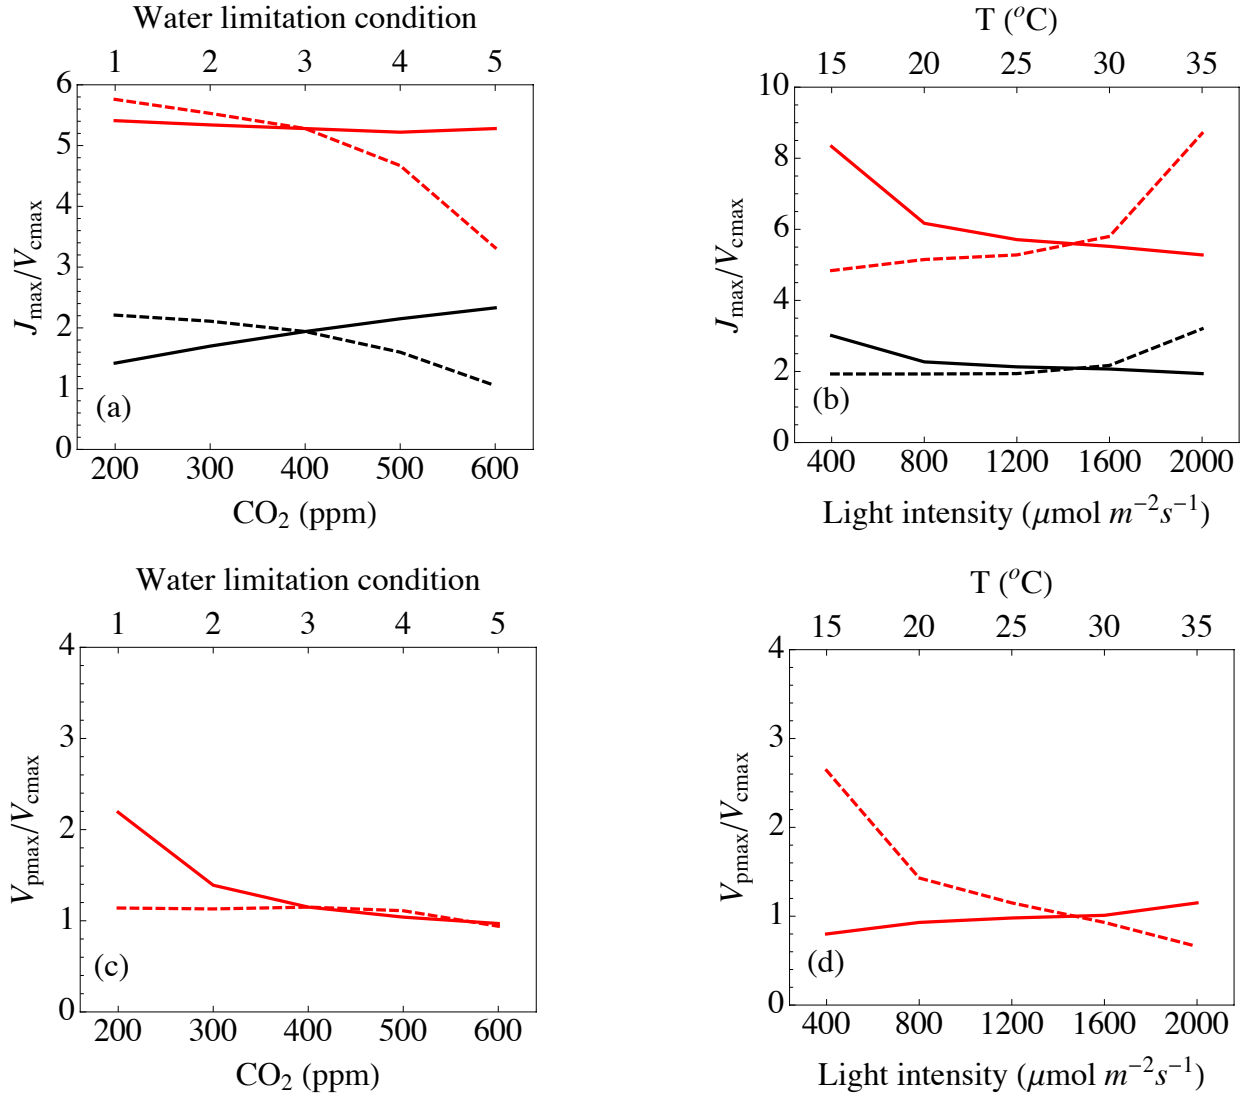 Water limitation condition
1 2 3 4 5
6
5
4
3
2
1
0
J_max/V_cmax
(a)
200 300 400 500 600
CO₂ (ppm)
T (°C)
15 20 25 30 35
10
8
6
4
2
0
J_max/V_cmax
(b)
400 800 1200 1600 2000
Light intensity (μmol m⁻²s⁻¹)
Water limitation condition
1 2 3 4 5
4
3
2
1
0
V_pmax/V_cmax
(c)
200 300 400 500 600
CO₂ (ppm)
T (°C)
15 20 25 30 35
4
3
2
1
0
V_pmax/V_cmax
(d)
400 800 1200 1600 2000
Light intensity (μmol m⁻²s⁻¹)